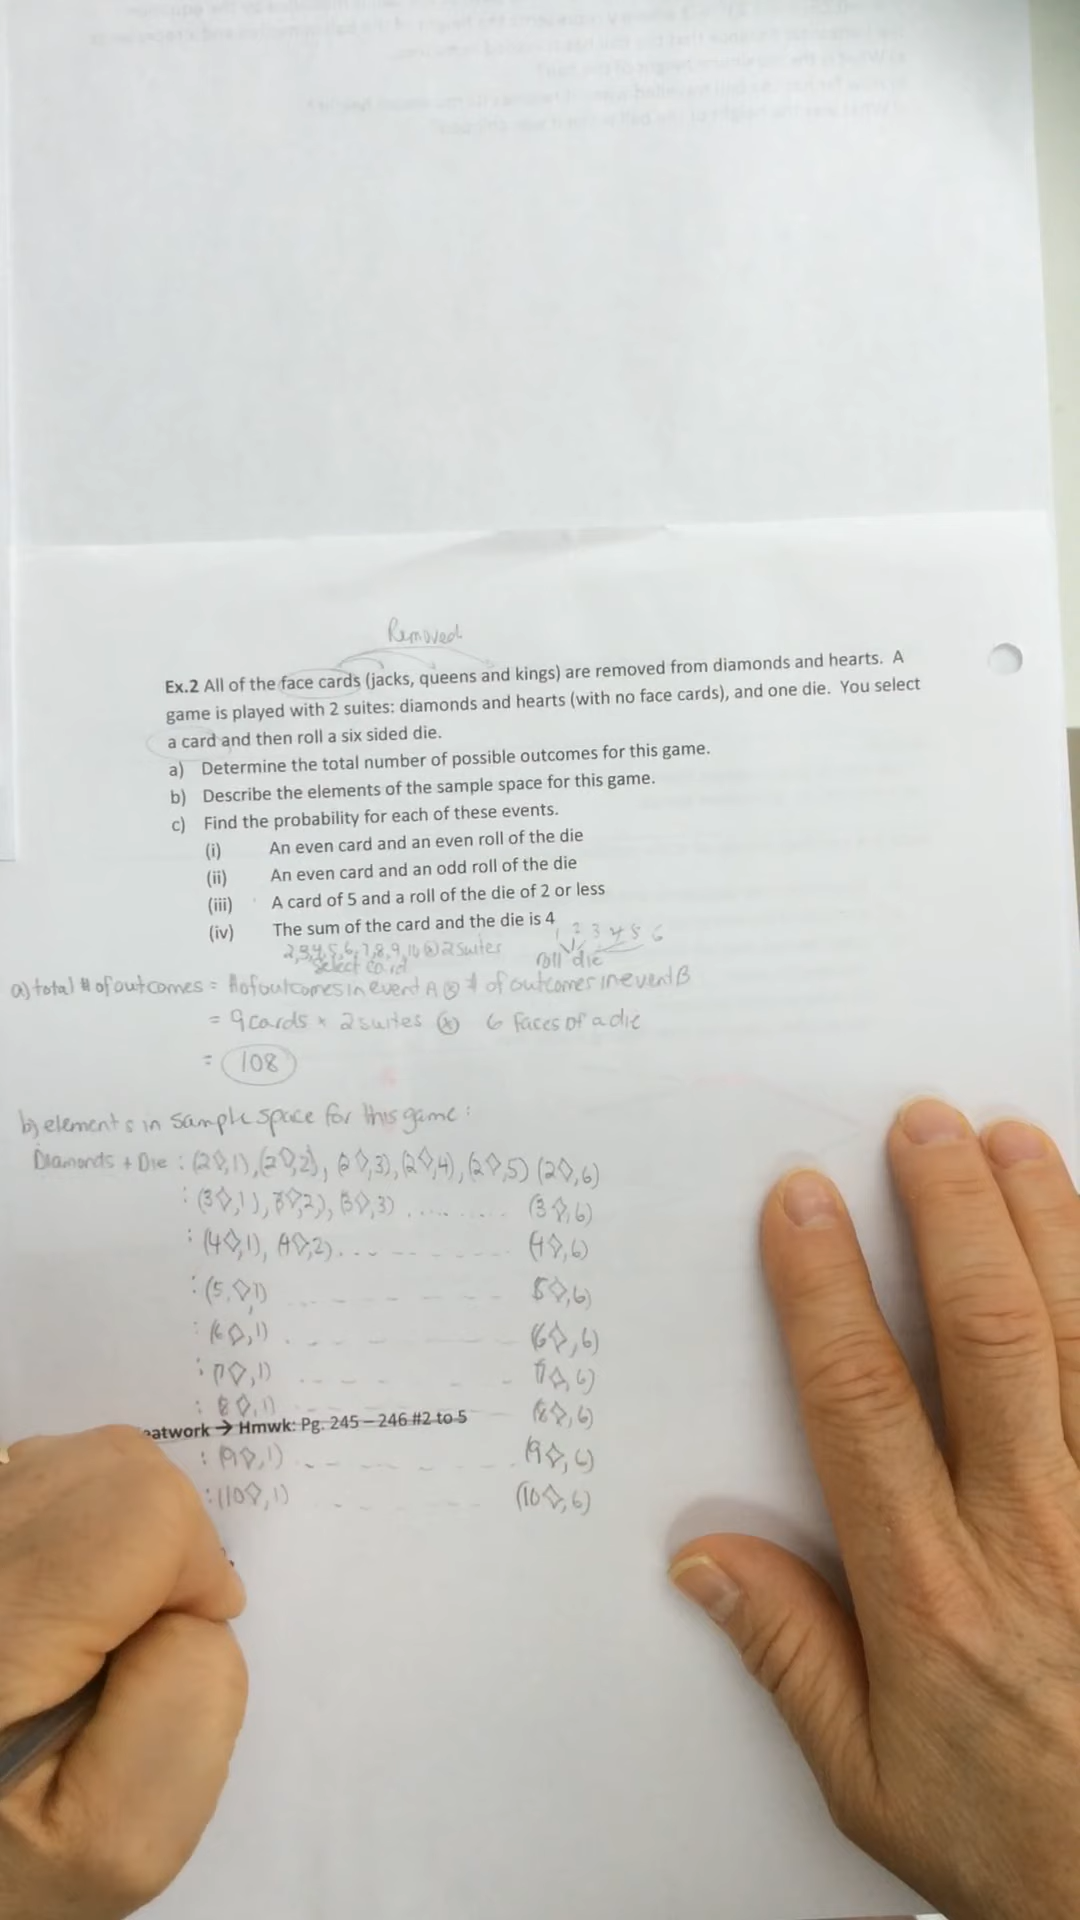 Removed
Ex.2 All of the face cards (jacks, queens and kings) are removed from diamonds and hearts. A
game is played with 2 suites: diamonds and hearts (with no face cards), and one die. You select
a card and then roll a six sided die.
a) Determine the total number of possible outcomes for this game.
b) Describe the elements of the sample space for this game.
c) Find the probability for each of these events.
(i) An even card and an even roll of the die
(ii) An even card and an odd roll of the die
(iii) A card of 5 and a roll of the die of 2 or less
(iv) The sum of the card and the die is 4
1 2 3 4 5 6
2,3,4,5,6,7,8,9,10 ⊗ 2 suites
select card roll die
a) total # of outcomes = # of outcomes in event A ⊗ # of outcomes in event B
= 9 cards × 2 suites ⊗ 6 faces of a die
= 108
b) elements in sample space for this game:
Diamonds + Die : (2◊,1), (2◊,2), (2◊,3), (2◊,4), (2◊,5) (2◊,6)
: (3◊,1), 3◊,2), (3◊,3) .......... (3◊,6)
: (4◊,1), (4◊,2)... - - - - - - (4◊,6)
: (5,◊1) - - - - - - 5◊,6)
: (6◊,1) - - - - - - (6◊,6)
: (7◊,1) - - - - - (7◊,6)
: 8◊,1) (8◊,6)
eatwork → Hmwk: Pg. 245 – 246 #2 to 5
: (9◊,1) - - - - - (9◊,6)
: (10◊,1) - - - - (10◊,6)